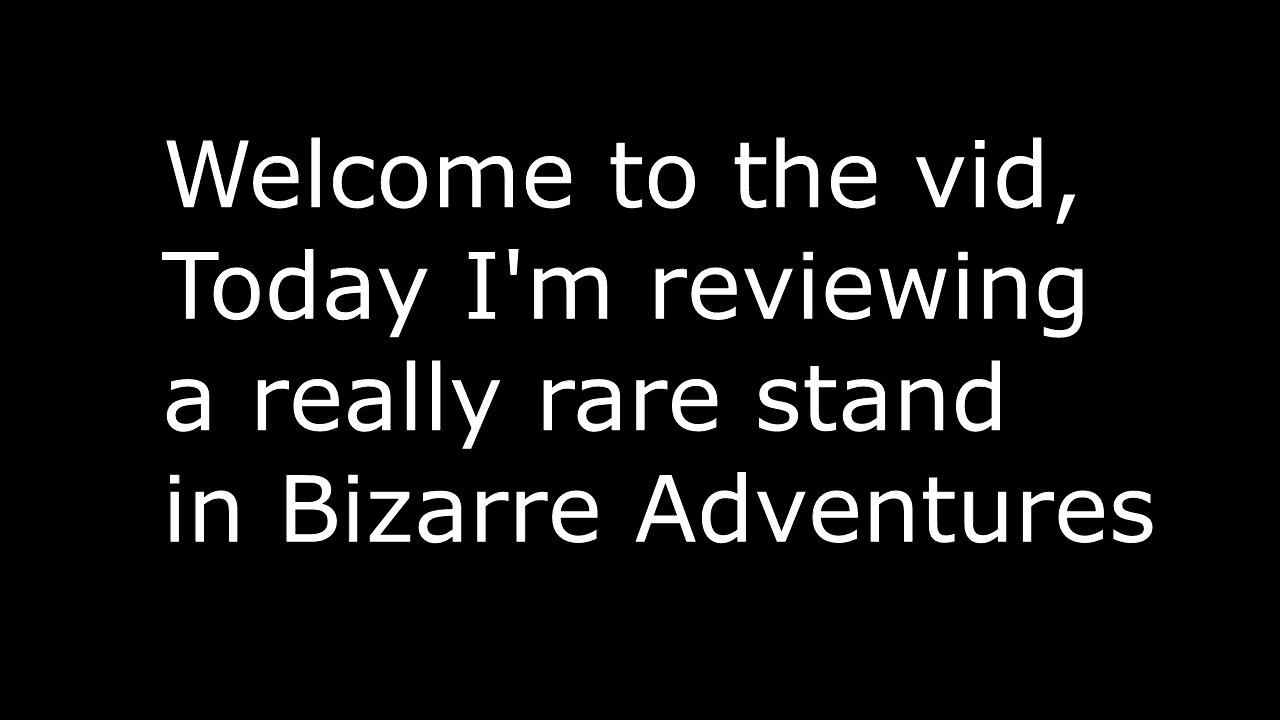 Welcome to the vid,
Today I'm reviewing
a really rare stand
in Bizarre Adventures